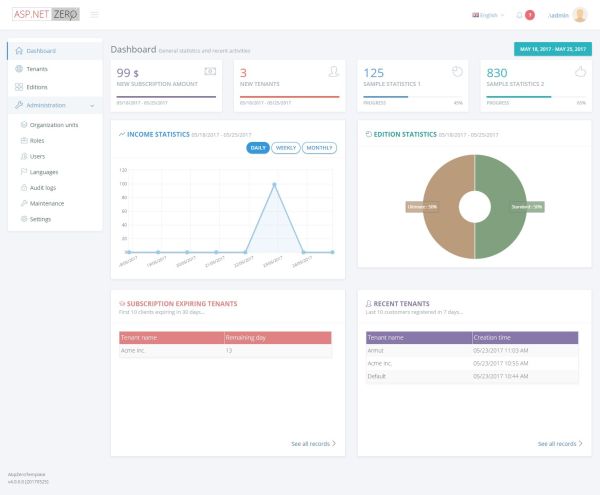 ASP.NET ZERO
English
7
.\admin
Dashboard
Tenants
Editions
Administration
Organization units
Roles
Users
Languages
Audit logs
Maintenance
Settings
Dashboard General statistics and recent activities
MAY 18, 2017 - MAY 25, 2017
99 $
NEW SUBSCRIPTION AMOUNT
05/18/2017 - 05/25/2017
3
NEW TENANTS
05/18/2017 - 05/25/2017
125
SAMPLE STATISTICS 1
PROGRESS 45%
830
SAMPLE STATISTICS 2
PROGRESS 65%
INCOME STATISTICS 05/18/2017 - 05/25/2017
DAILY WEEKLY MONTHLY
120
100
80
60
40
20
0
19/05/2017 20/05/2017 21/05/2017 22/05/2017 23/05/2017 24/05/2017
EDITION STATISTICS 05/18/2017 - 05/25/2017
Ultimate : 50%
Standard : 50%
SUBSCRIPTION EXPIRING TENANTS
First 10 clients expiring in 30 days...
Tenant name Remaining day
Acme inc. 13
See all records
RECENT TENANTS
Last 10 customers registered in 7 days...
Tenant name Creation time
Armut 05/23/2017 11:03 AM
Acme inc. 05/23/2017 10:55 AM
Default 05/23/2017 10:44 AM
See all records
AbpZeroTemplate
v4.0.0.0 [20170525]